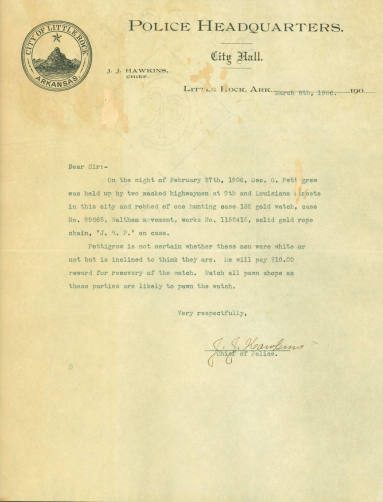 CITY OF LITTLE ROCK
ARKANSAS
POLICE HEADQUARTERS.
City Hall.
J. J. HAWKINS,
CHIEF.
LITTLE ROCK, ARK. March 6th, 1906. 190
Dear Sir:-
On the night of February 27th, 1906, Geo. G. Pettigrew
was held up by two masked highwaymen at 9th and Louisiana Streets
in this city and robbed of one hunting case 18K gold watch, case
No. Waltham movement, works No. solid gold rope
chain, "J. R. P." on case.
Pettigrew is not certain whether these men were white or
not but is inclined to think they are. He will pay $10.00
reward for recovery of the watch. Watch all pawn shops as
these parties are likely to pawn the watch.
Very respectfully,
J. J. Hawkins
Chief of Police.